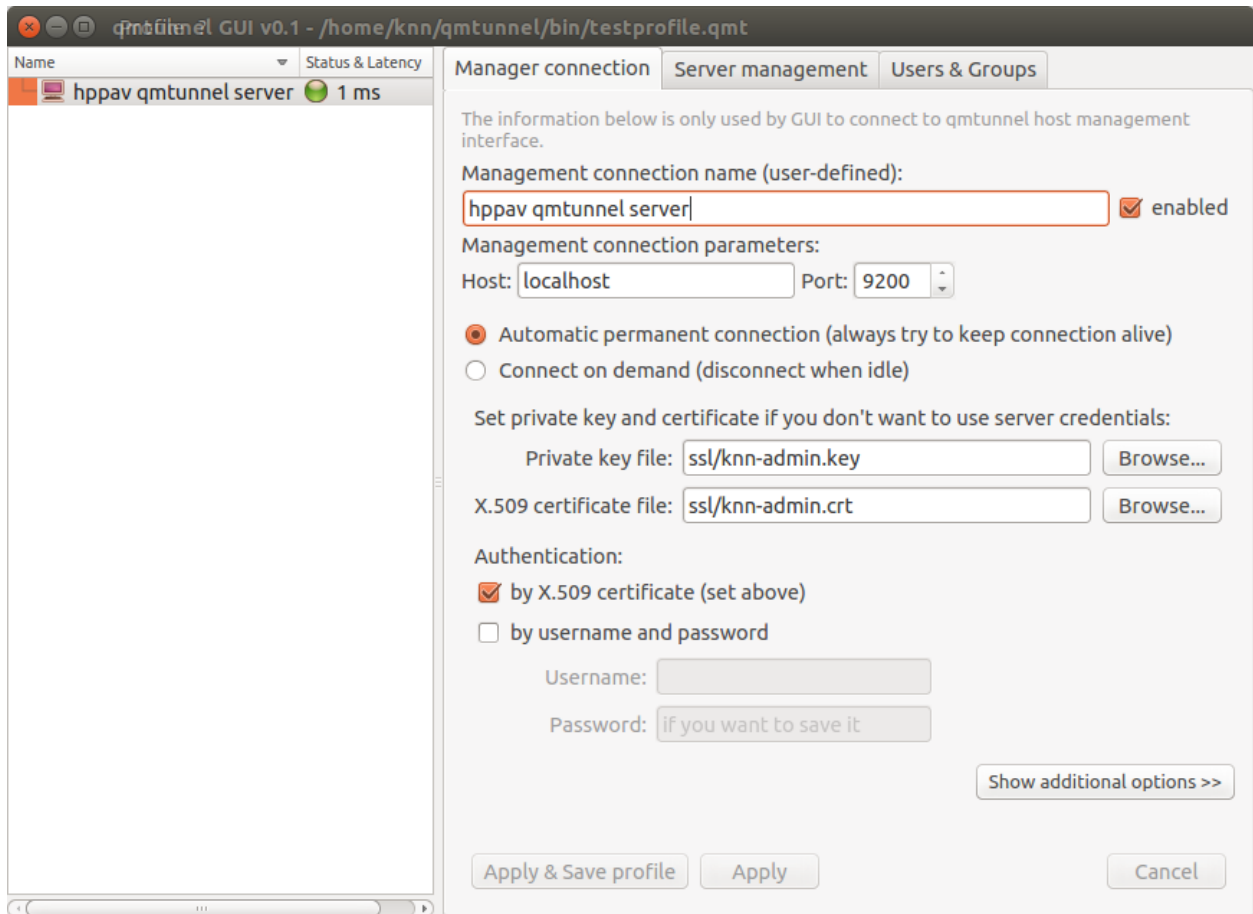 qmtunnel GUI v0.1 - /home/knn/qmtunnel/bin/testprofile.qmt
Name
Status & Latency
hppav qmtunnel server
1 ms
Manager connection
Server management
Users & Groups
The information below is only used by GUI to connect to qmtunnel host management
interface.
Management connection name (user-defined):
hppav qmtunnel server
enabled
Management connection parameters:
Host: localhost
Port: 9200
Automatic permanent connection (always try to keep connection alive)
Connect on demand (disconnect when idle)
Set private key and certificate if you don't want to use server credentials:
Private key file: ssl/knn-admin.key
Browse...
X.509 certificate file: ssl/knn-admin.crt
Browse...
Authentication:
by X.509 certificate (set above)
by username and password
Username:
Password: if you want to save it
Show additional options >>
Apply & Save profile
Apply
Cancel